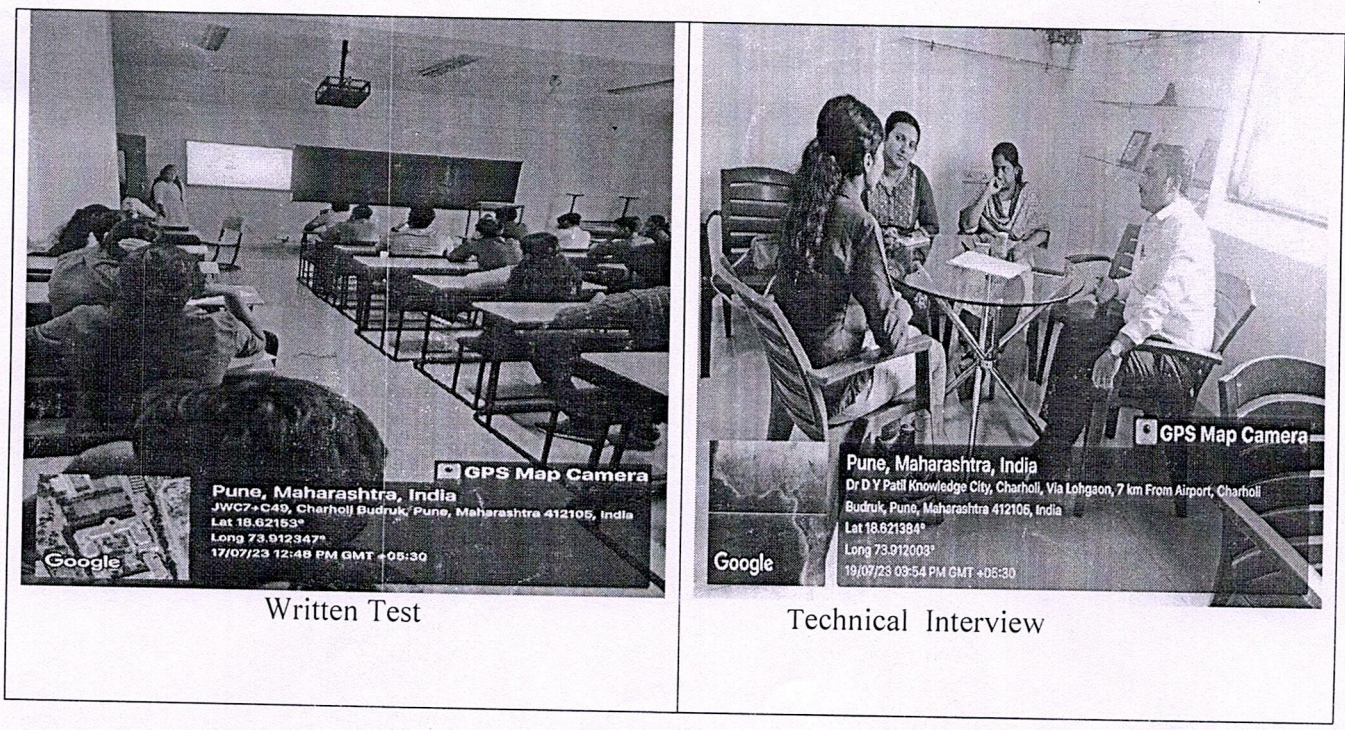 GPS Map Camera
Pune, Maharashtra, India
JWC7+C49, Charholi Budruk, Pune, Maharashtra 412105, India
Lat 18.62153°
Long 73.912347°
17/07/23 12:48 PM GMT +05:30
Google
Written Test
GPS Map Camera
Pune, Maharashtra, India
Dr D Y Patil Knowledge City, Charholi, Via Lohgaon, 7 km From Airport, Charholi
Budruk, Pune, Maharashtra 412105, India
Lat 18.621384°
Long 73.912003°
19/07/23 03:54 PM GMT +05:30
Google
Technical Interview